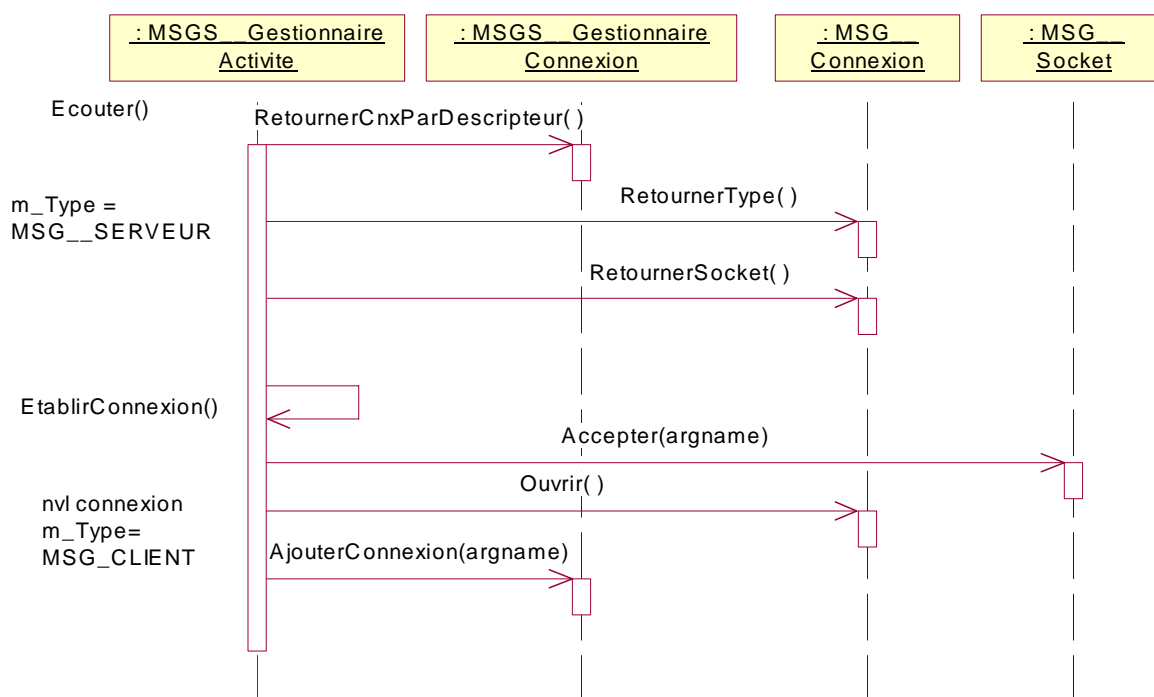 : MSGS__Gestionnaire
Activite
: MSGS__Gestionnaire
Connexion
: MSG__
Connexion
: MSG__
Socket
Ecouter()
RetournerCnxParDescripteur( )
m_Type =
MSG__SERVEUR
RetournerType( )
RetournerSocket( )
EtablirConnexion()
Accepter(argname)
nvl connexion
m_Type=
MSG_CLIENT
Ouvrir( )
AjouterConnexion(argname)